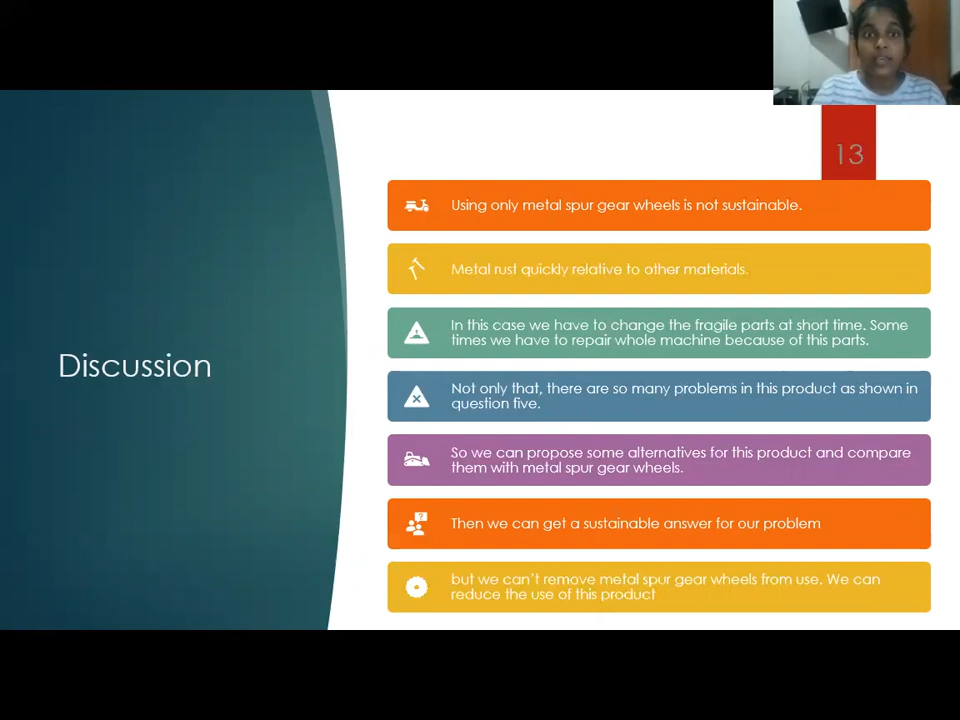 13
Using only metal spur gear wheels is not sustainable.
Metal rust quickly relative to other materials.
In this case we have to change the fragile parts at short time. Some
times we have to repair whole machine because of this parts.
Discussion
Not only that, there are so many problems in this product as shown in
question five.
So we can propose some alternatives for this product and compare
them with metal spur gear wheels.
Then we can get a sustainable answer for our problem
but we can't remove metal spur gear wheels from use. We can
reduce the use of this product